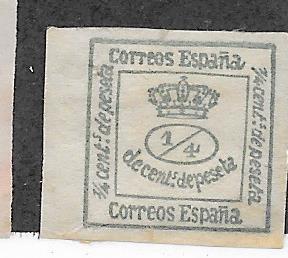 Correos España
¼ cent.s de peseta
1/4
de cent.s de peseta
¼ cent.s de peseta
Correos España